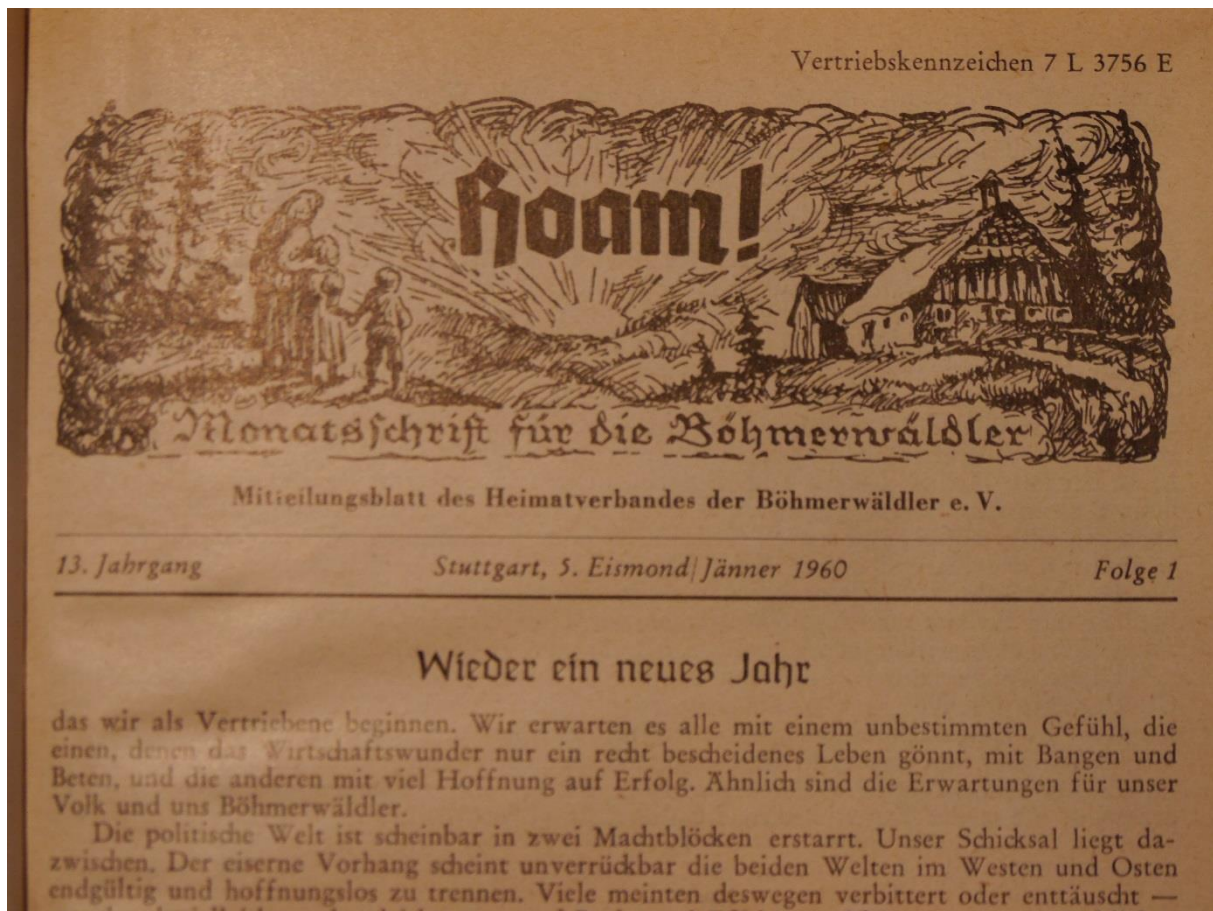 Vertriebskennzeichen 7 L 3756 E
Hoam!
Monatsschrift für die Böhmerwäldler
Mitteilungsblatt des Heimatverbandes der Böhmerwäldler e. V.
13. Jahrgang Stuttgart, 5. Eismond/Jänner 1960 Folge 1
Wieder ein neues Jahr
das wir als Vertriebene beginnen. Wir erwarten es alle mit einem unbestimmten Gefühl, die
einen, denen das Wirtschaftswunder nur ein recht bescheidenes Leben gönnt, mit Bangen und
Beten, und die anderen mit viel Hoffnung auf Erfolg. Ähnlich sind die Erwartungen für unser
Volk und uns Böhmerwäldler.
Die politische Welt ist scheinbar in zwei Machtblöcken erstarrt. Unser Schicksal liegt da-
zwischen. Der eiserne Vorhang scheint unverrückbar die beiden Welten im Westen und Osten
endgültig und hoffnungslos zu trennen. Viele meinten deswegen verbittert oder enttäuscht —